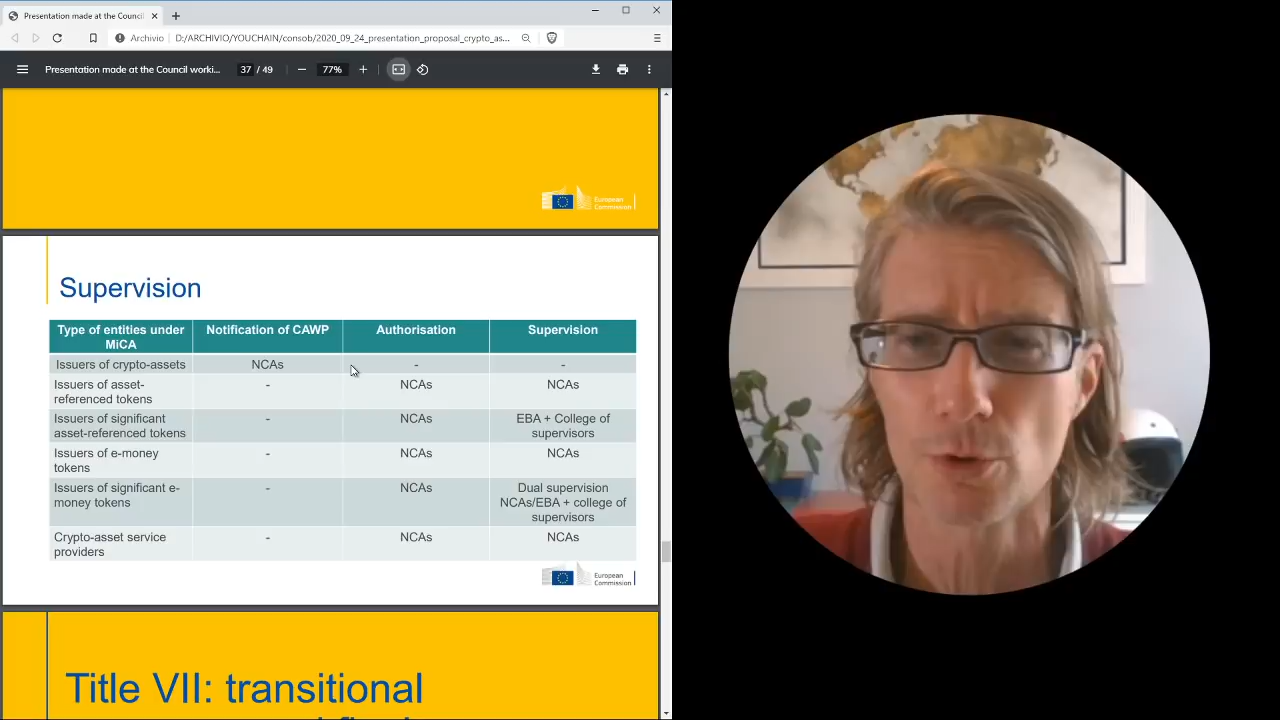 Presentation made at the Council
Archivio
D:/ARCHIVIO/YOUCHAIN/consob/2020_09_24_presentation_proposal_crypto_as...
Presentation made at the Council worki...
37 / 49
77%
European
Commission
Supervision
Type of entities under MiCA
Notification of CAWP
Authorisation
Supervision
Issuers of crypto-assets
NCAs
-
-
Issuers of asset-
referenced tokens
-
NCAs
NCAs
Issuers of significant
asset-referenced tokens
-
NCAs
EBA + College of
supervisors
Issuers of e-money
tokens
-
NCAs
NCAs
Issuers of significant e-
money tokens
-
NCAs
Dual supervision
NCAs/EBA + college of
supervisors
Crypto-asset service
providers
-
NCAs
NCAs
European
Commission
Title VII: transitional